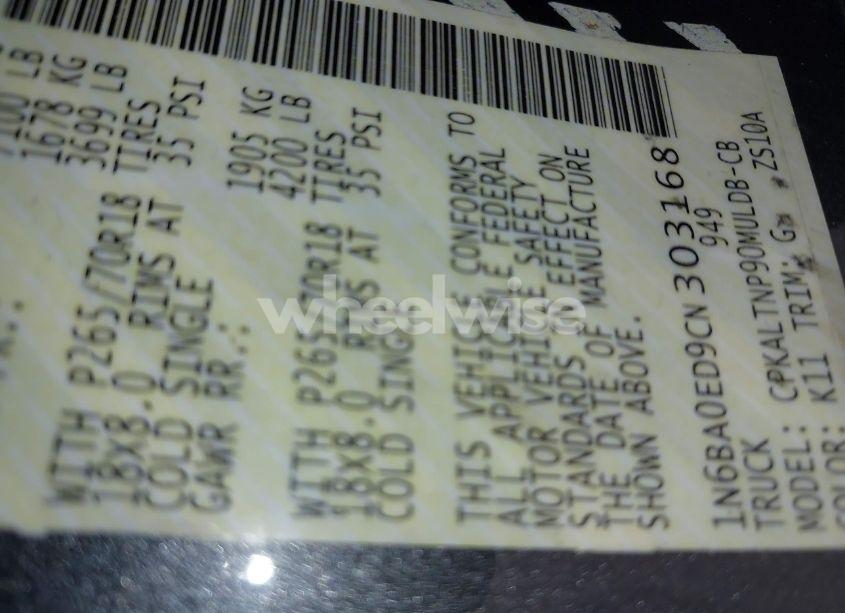 7100 LB
1678 KG
3699 LB
WITH P265/70R18 TIRES
18X8.0 RIMS AT 35 PSI
COLD SINGLE
GAWR RR.: 1905 KG
4200 LB
WITH P265/70R18 TIRES
18X8.0 RIMS AT 35 PSI
COLD SINGLE
THIS VEHICLE CONFORMS TO
ALL APPLICABLE FEDERAL
MOTOR VEHICLE SAFETY
STANDARDS IN EFFECT ON
THE DATE OF MANUFACTURE
SHOWN ABOVE.
1N6BA0ED9CN303168
TRUCK 949
MODEL: CPKALTNP90MULDB-CB
COLOR: K11 TRIM: G ZS10A
wheelwise